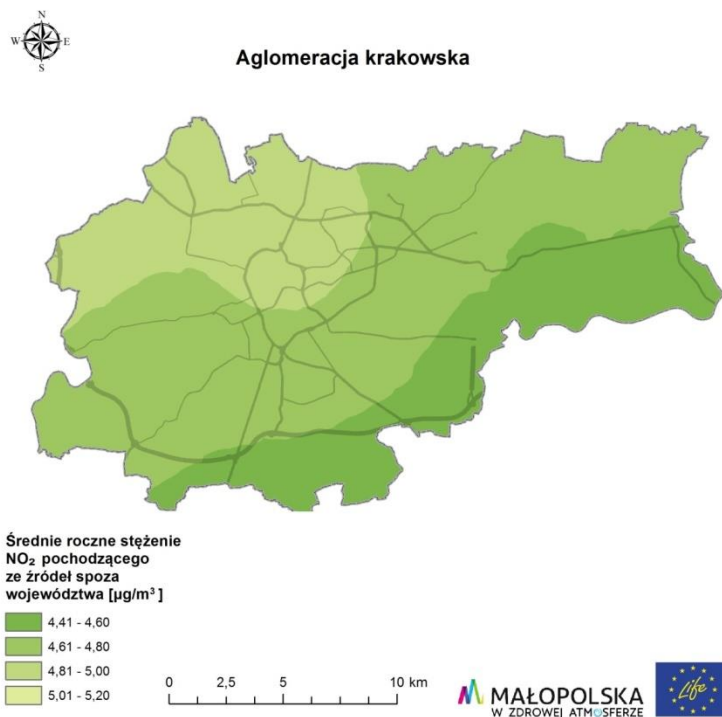 N
W E
S
Aglomeracja krakowska
Średnie roczne stężenie
NO₂ pochodzącego
ze źródeł spoza
województwa [µg/m³]
4,41 - 4,60
4,61 - 4,80
4,81 - 5,00
5,01 - 5,20
0 2,5 5 10 km
MAŁOPOLSKA
W ZDROWEJ ATMOSFERZE
Life